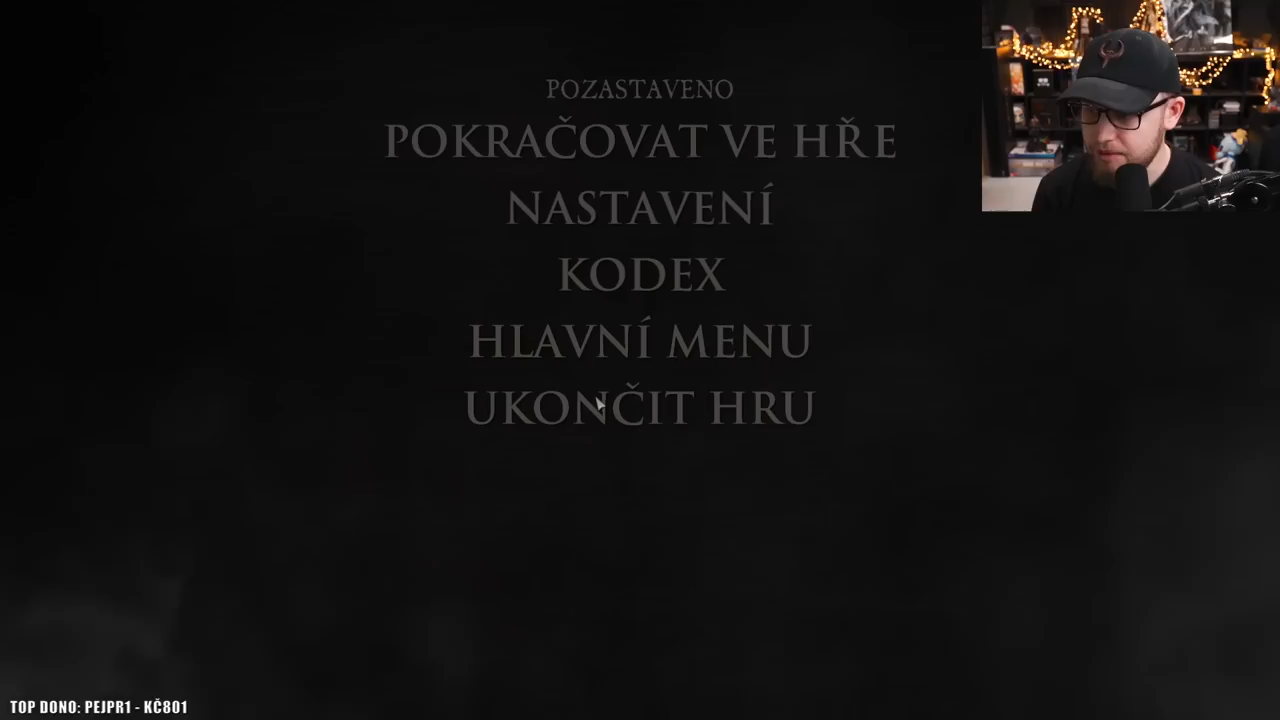 POZASTAVENO
POKRAČOVAT VE HŘE
NASTAVENÍ
KODEX
HLAVNÍ MENU
UKONČIT HRU
TOP DONO: PEJPR1 - KČ801